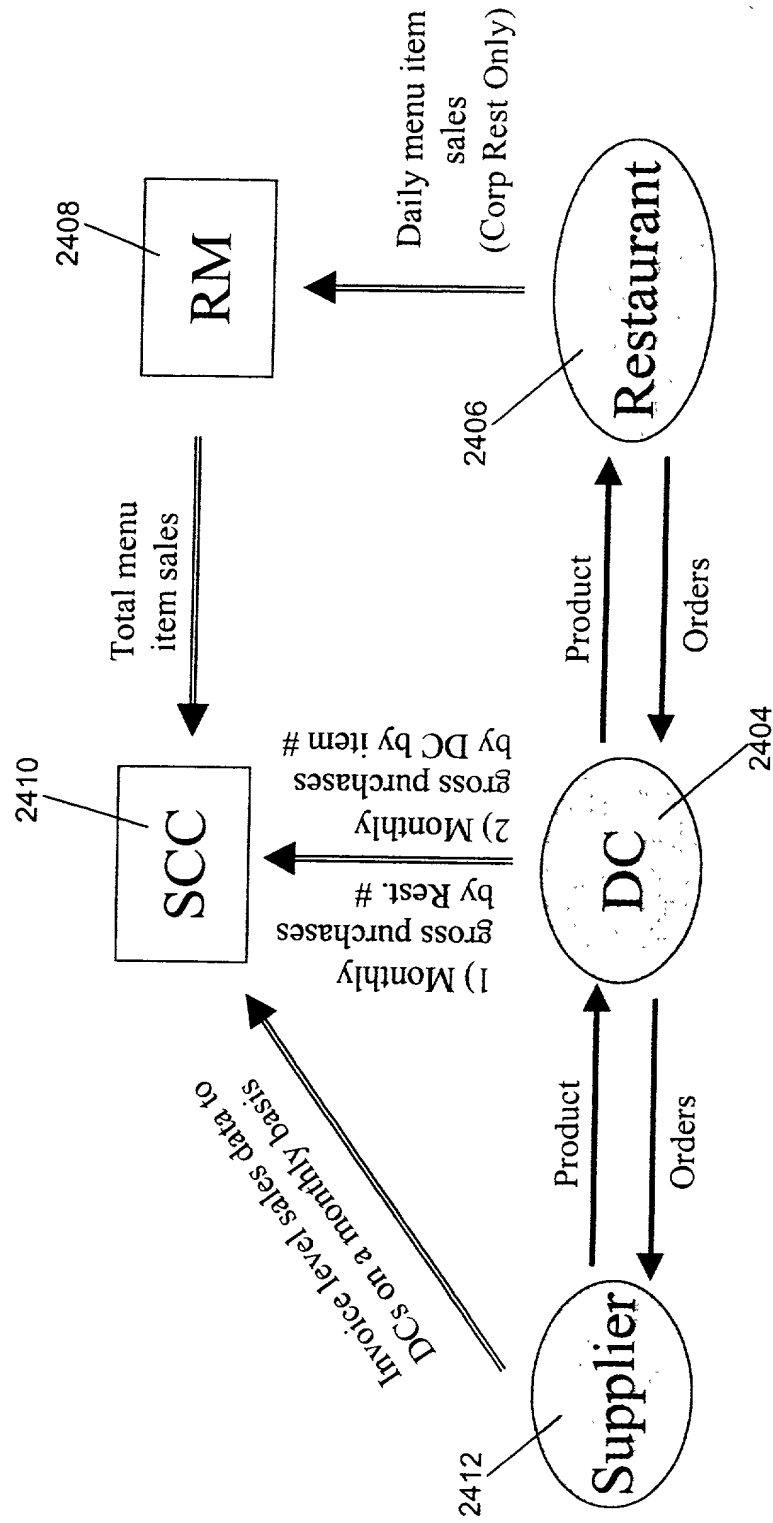 2410
SCC
Total menu
item sales
2408
RM
Invoice level sales data to
DCs on a monthly basis
1) Monthly
gross purchases
by Rest. #
2) Monthly
gross purchases
by DC by item #
Daily menu item
sales
(Corp Rest Only)
2412
Supplier
Product
Orders
DC
2404
Product
Orders
2406
Restaurant